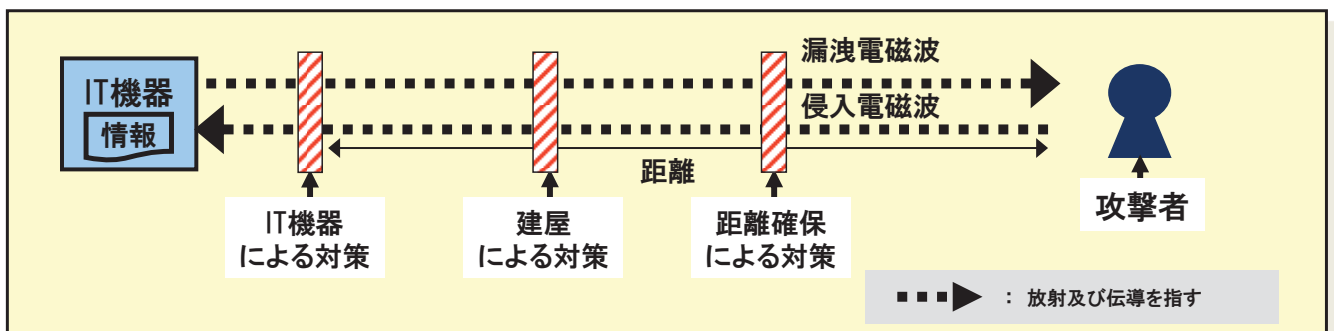 漏洩電磁波
IT機器
情報
侵入電磁波
距離
IT機器
による対策
建屋
による対策
距離確保
による対策
攻撃者
： 放射及び伝導を指す